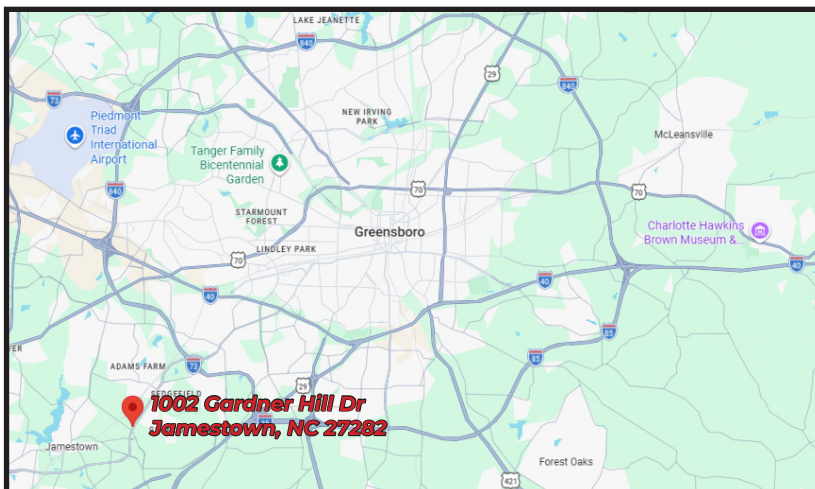 LAKE JEANETTE
840
73
29
840
Piedmont
Triad
International
Airport
NEW IRVING
PARK
McLeansville
Tanger Family
Bicentennial
Garden
840
70
70
STARMOUNT
FOREST
Charlotte Hawkins
Brown Museum &...
Greensboro
LINDLEY PARK
70
40
40
40
85
ADAMS FARM
73
85
29
SEDGEFIELD
1002 Gardner Hill Dr
Jamestown, NC 27282
Jamestown
Forest Oaks
421